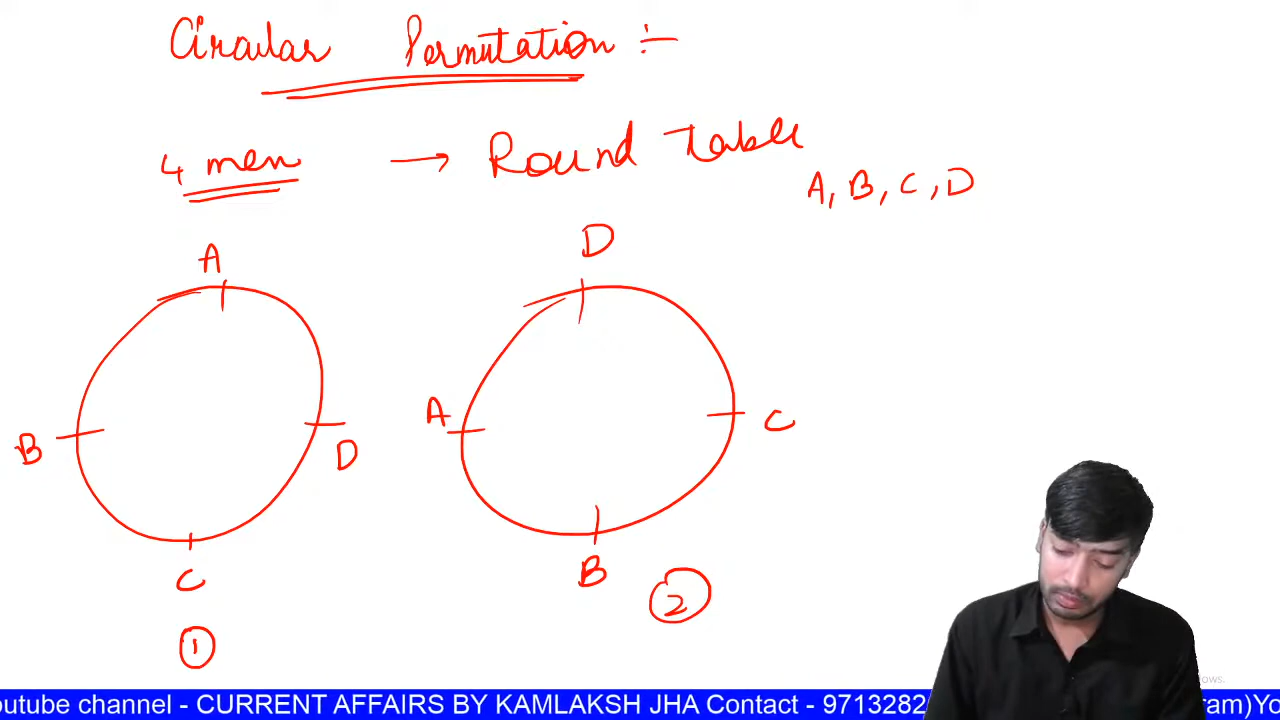 Circular Permutation :-
4 men → Round Table
A, B, C, D
A
D
A
C
B
D
B
C
2
1
outube channel - CURRENT AFFAIRS BY KAMLAKSH JHA Contact - 9713282
ram)Yo
ows.